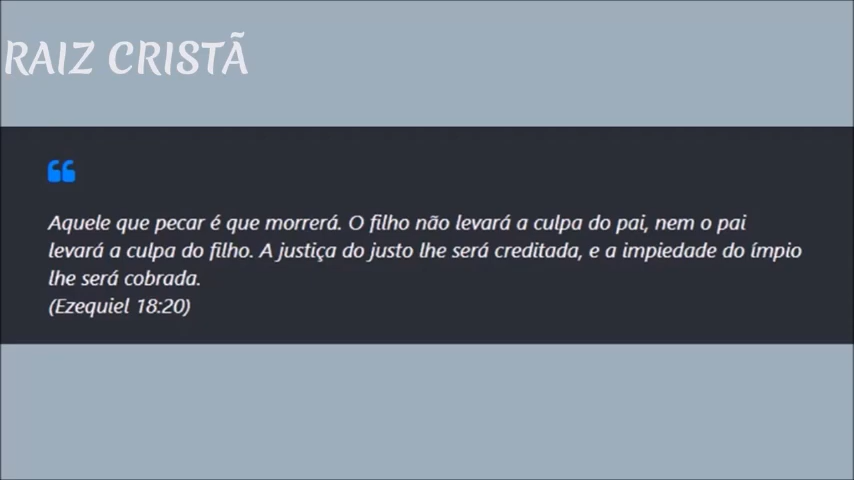 RAIZ CRISTÃ
Aquele que pecar é que morrerá. O filho não levará a culpa do pai, nem o pai
levará a culpa do filho. A justiça do justo lhe será creditada, e a impiedade do ímpio
lhe será cobrada.
(Ezequiel 18:20)